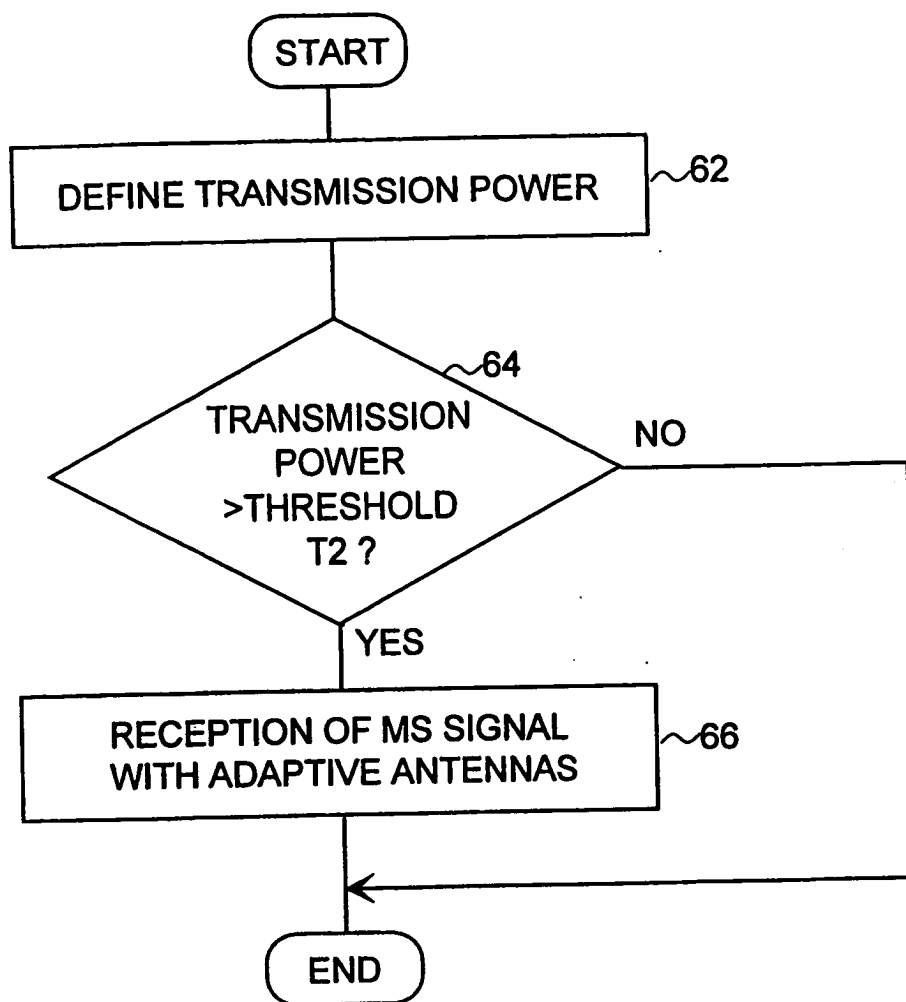 START
DEFINE TRANSMISSION POWER
62
64
TRANSMISSION
POWER
>THRESHOLD
T2 ?
NO
YES
RECEPTION OF MS SIGNAL
WITH ADAPTIVE ANTENNAS
66
END